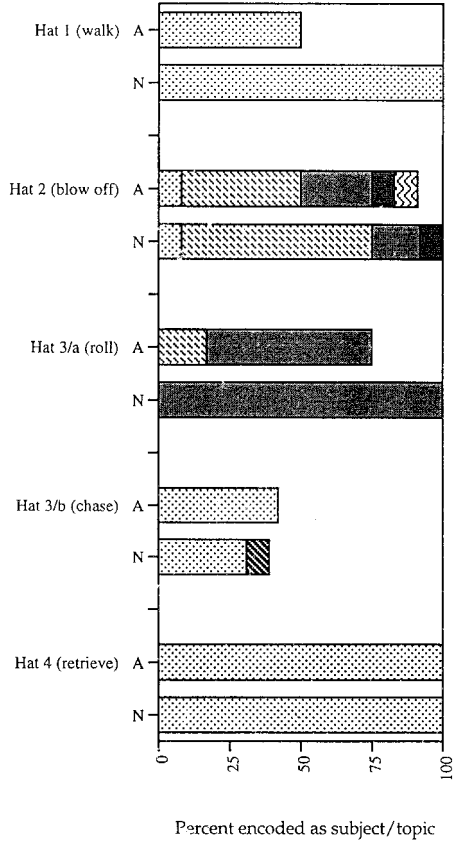 Hat 1 (walk) A
N
Hat 2 (blow off) A
N
Hat 3/a (roll) A
N
Hat 3/b (chase) A
N
Hat 4 (retrieve) A
N
0 25 50 75 100
Percent encoded as subject/topic